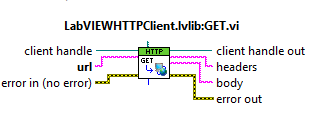 LabVIEWHTTPClient.lvlib:GET.vi
client handle
url
error in (no error)
HTTP
GET
client handle out
headers
body
error out